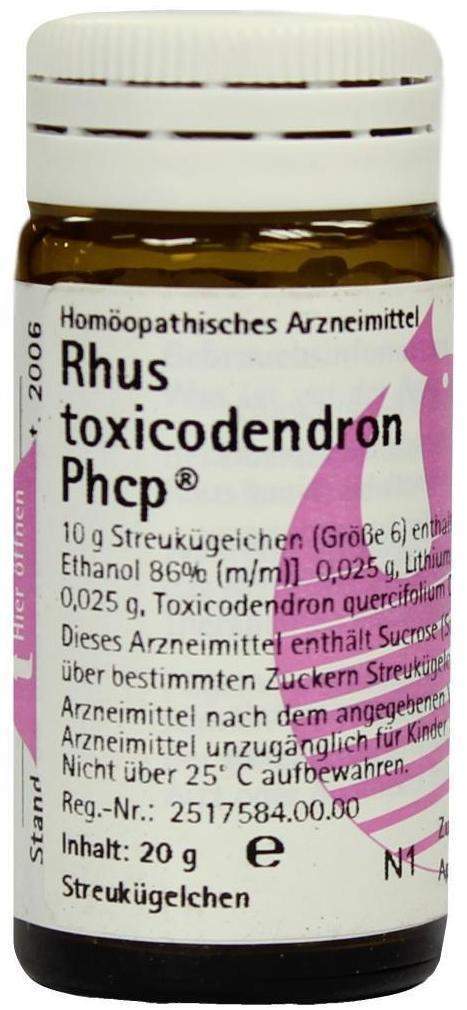 Homöopathisches Arzneimittel
Rhus
toxicodendron
Phcp®
10 g Streukügelchen (Größe 6)
Ethanol 86% (m/m)] 0,025 g, Lithium
0,025 g, Toxicodendron quercifolium
Dieses Arzneimittel enthält Sucrose
über bestimmten Zuckern
Arzneimittel nach dem angegebenen
Arzneimittel unzugänglich für Kinder
Nicht über 25° C aufbewahren.
Reg.-Nr.: 2517584.00.00
Inhalt: 20 g e N1
Streukügelchen
Hier öffnen
Stand
2006